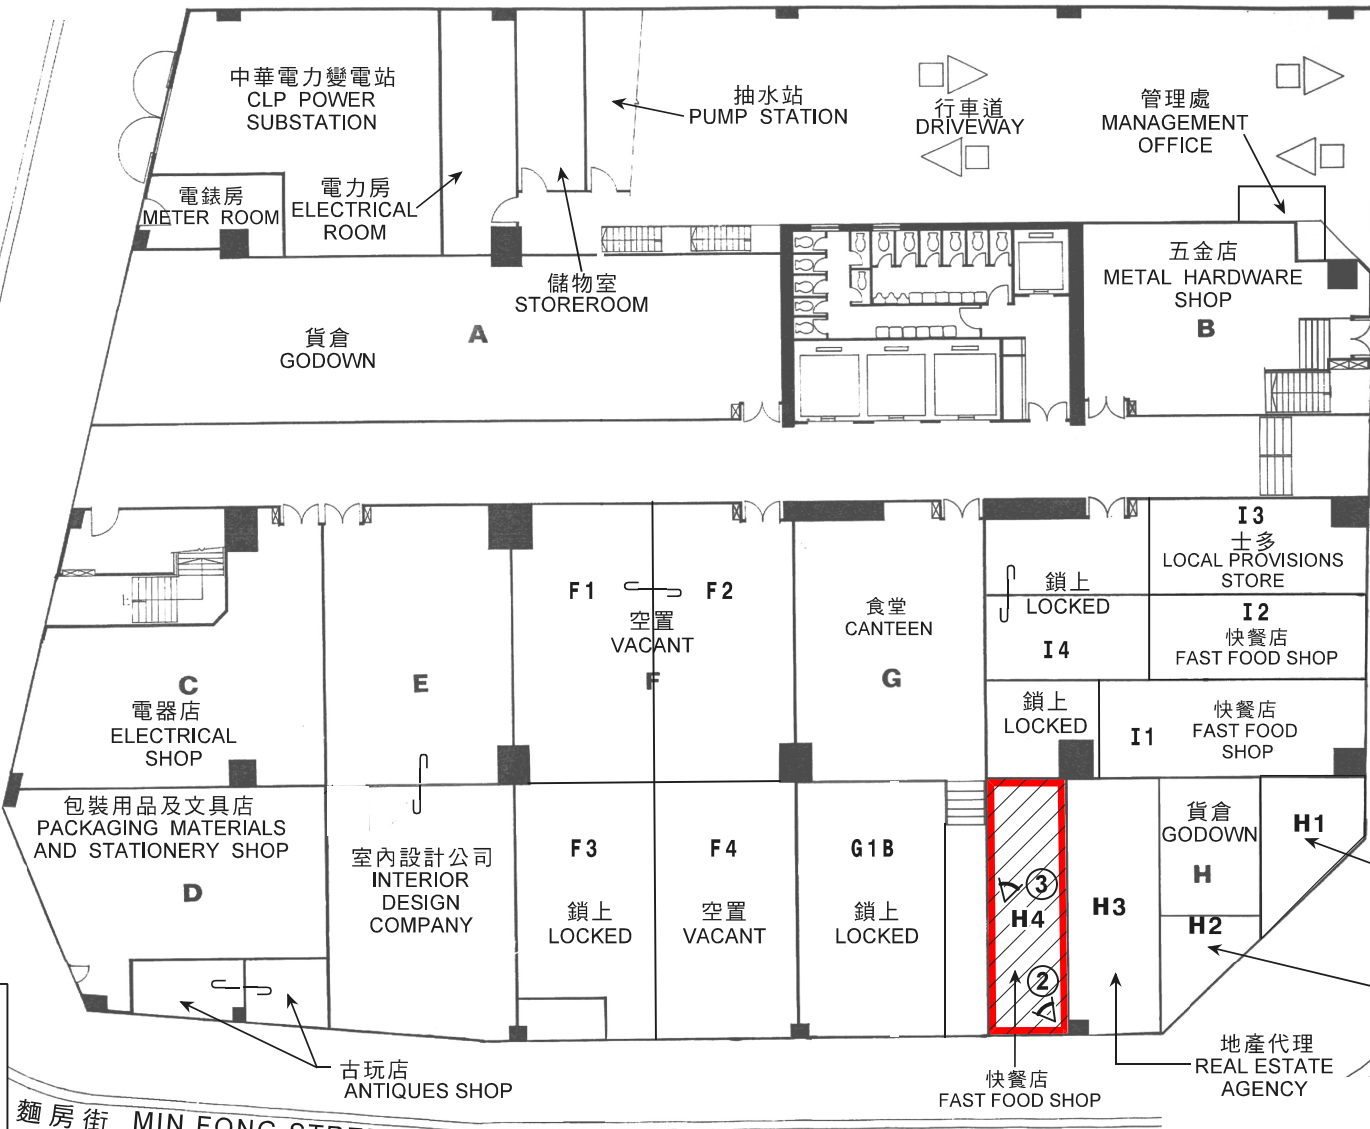 中華電力變電站
CLP POWER
SUBSTATION
抽水站
PUMP STATION
行車道
DRIVEWAY
管理處
MANAGEMENT
OFFICE
電錶房
METER ROOM
電力房
ELECTRICAL
ROOM
儲物室
STOREROOM
五金店
METAL HARDWARE
SHOP
B
貨倉
GODOWN
A
I3
士多
LOCAL PROVISIONS
STORE
F1
F2
空置
VACANT
F
食堂
CANTEEN
G
鎖上
LOCKED
I4
I2
快餐店
FAST FOOD SHOP
C
電器店
ELECTRICAL
SHOP
E
鎖上
LOCKED
I1
快餐店
FAST FOOD
SHOP
包裝用品及文具店
PACKAGING MATERIALS
AND STATIONERY SHOP
D
室內設計公司
INTERIOR
DESIGN
COMPANY
F3
鎖上
LOCKED
F4
空置
VACANT
G1B
鎖上
LOCKED
3
H4
2
H3
貨倉
GODOWN
H
H1
H2
古玩店
ANTIQUES SHOP
快餐店
FAST FOOD SHOP
地產代理
REAL ESTATE
AGENCY
麵房街 MIN FONG